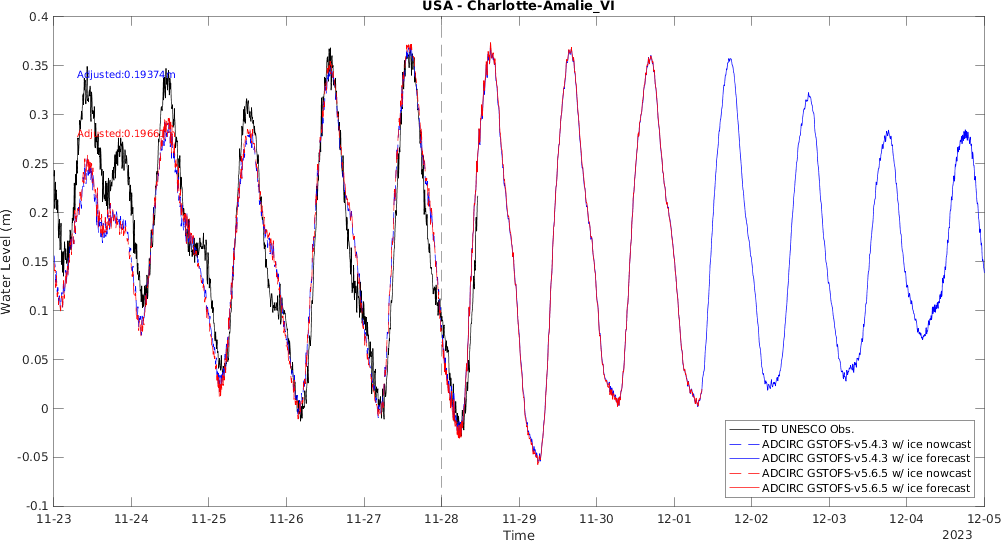 USA - Charlotte-Amalie_VI
0.4
0.35
0.3
0.25
0.2
0.15
0.1
0.05
0
-0.05
-0.1
Water Level (m)
Adjusted:0.19374m
Adjusted:0.1966
TD UNESCO Obs.
ADCIRC GSTOFS-v5.4.3 w/ ice nowcast
ADCIRC GSTOFS-v5.4.3 w/ ice forecast
ADCIRC GSTOFS-v5.6.5 w/ ice nowcast
ADCIRC GSTOFS-v5.6.5 w/ ice forecast
11-23 11-24 11-25 11-26 11-27 11-28 11-29 11-30 12-01 12-02 12-03 12-04 12-05
Time
2023